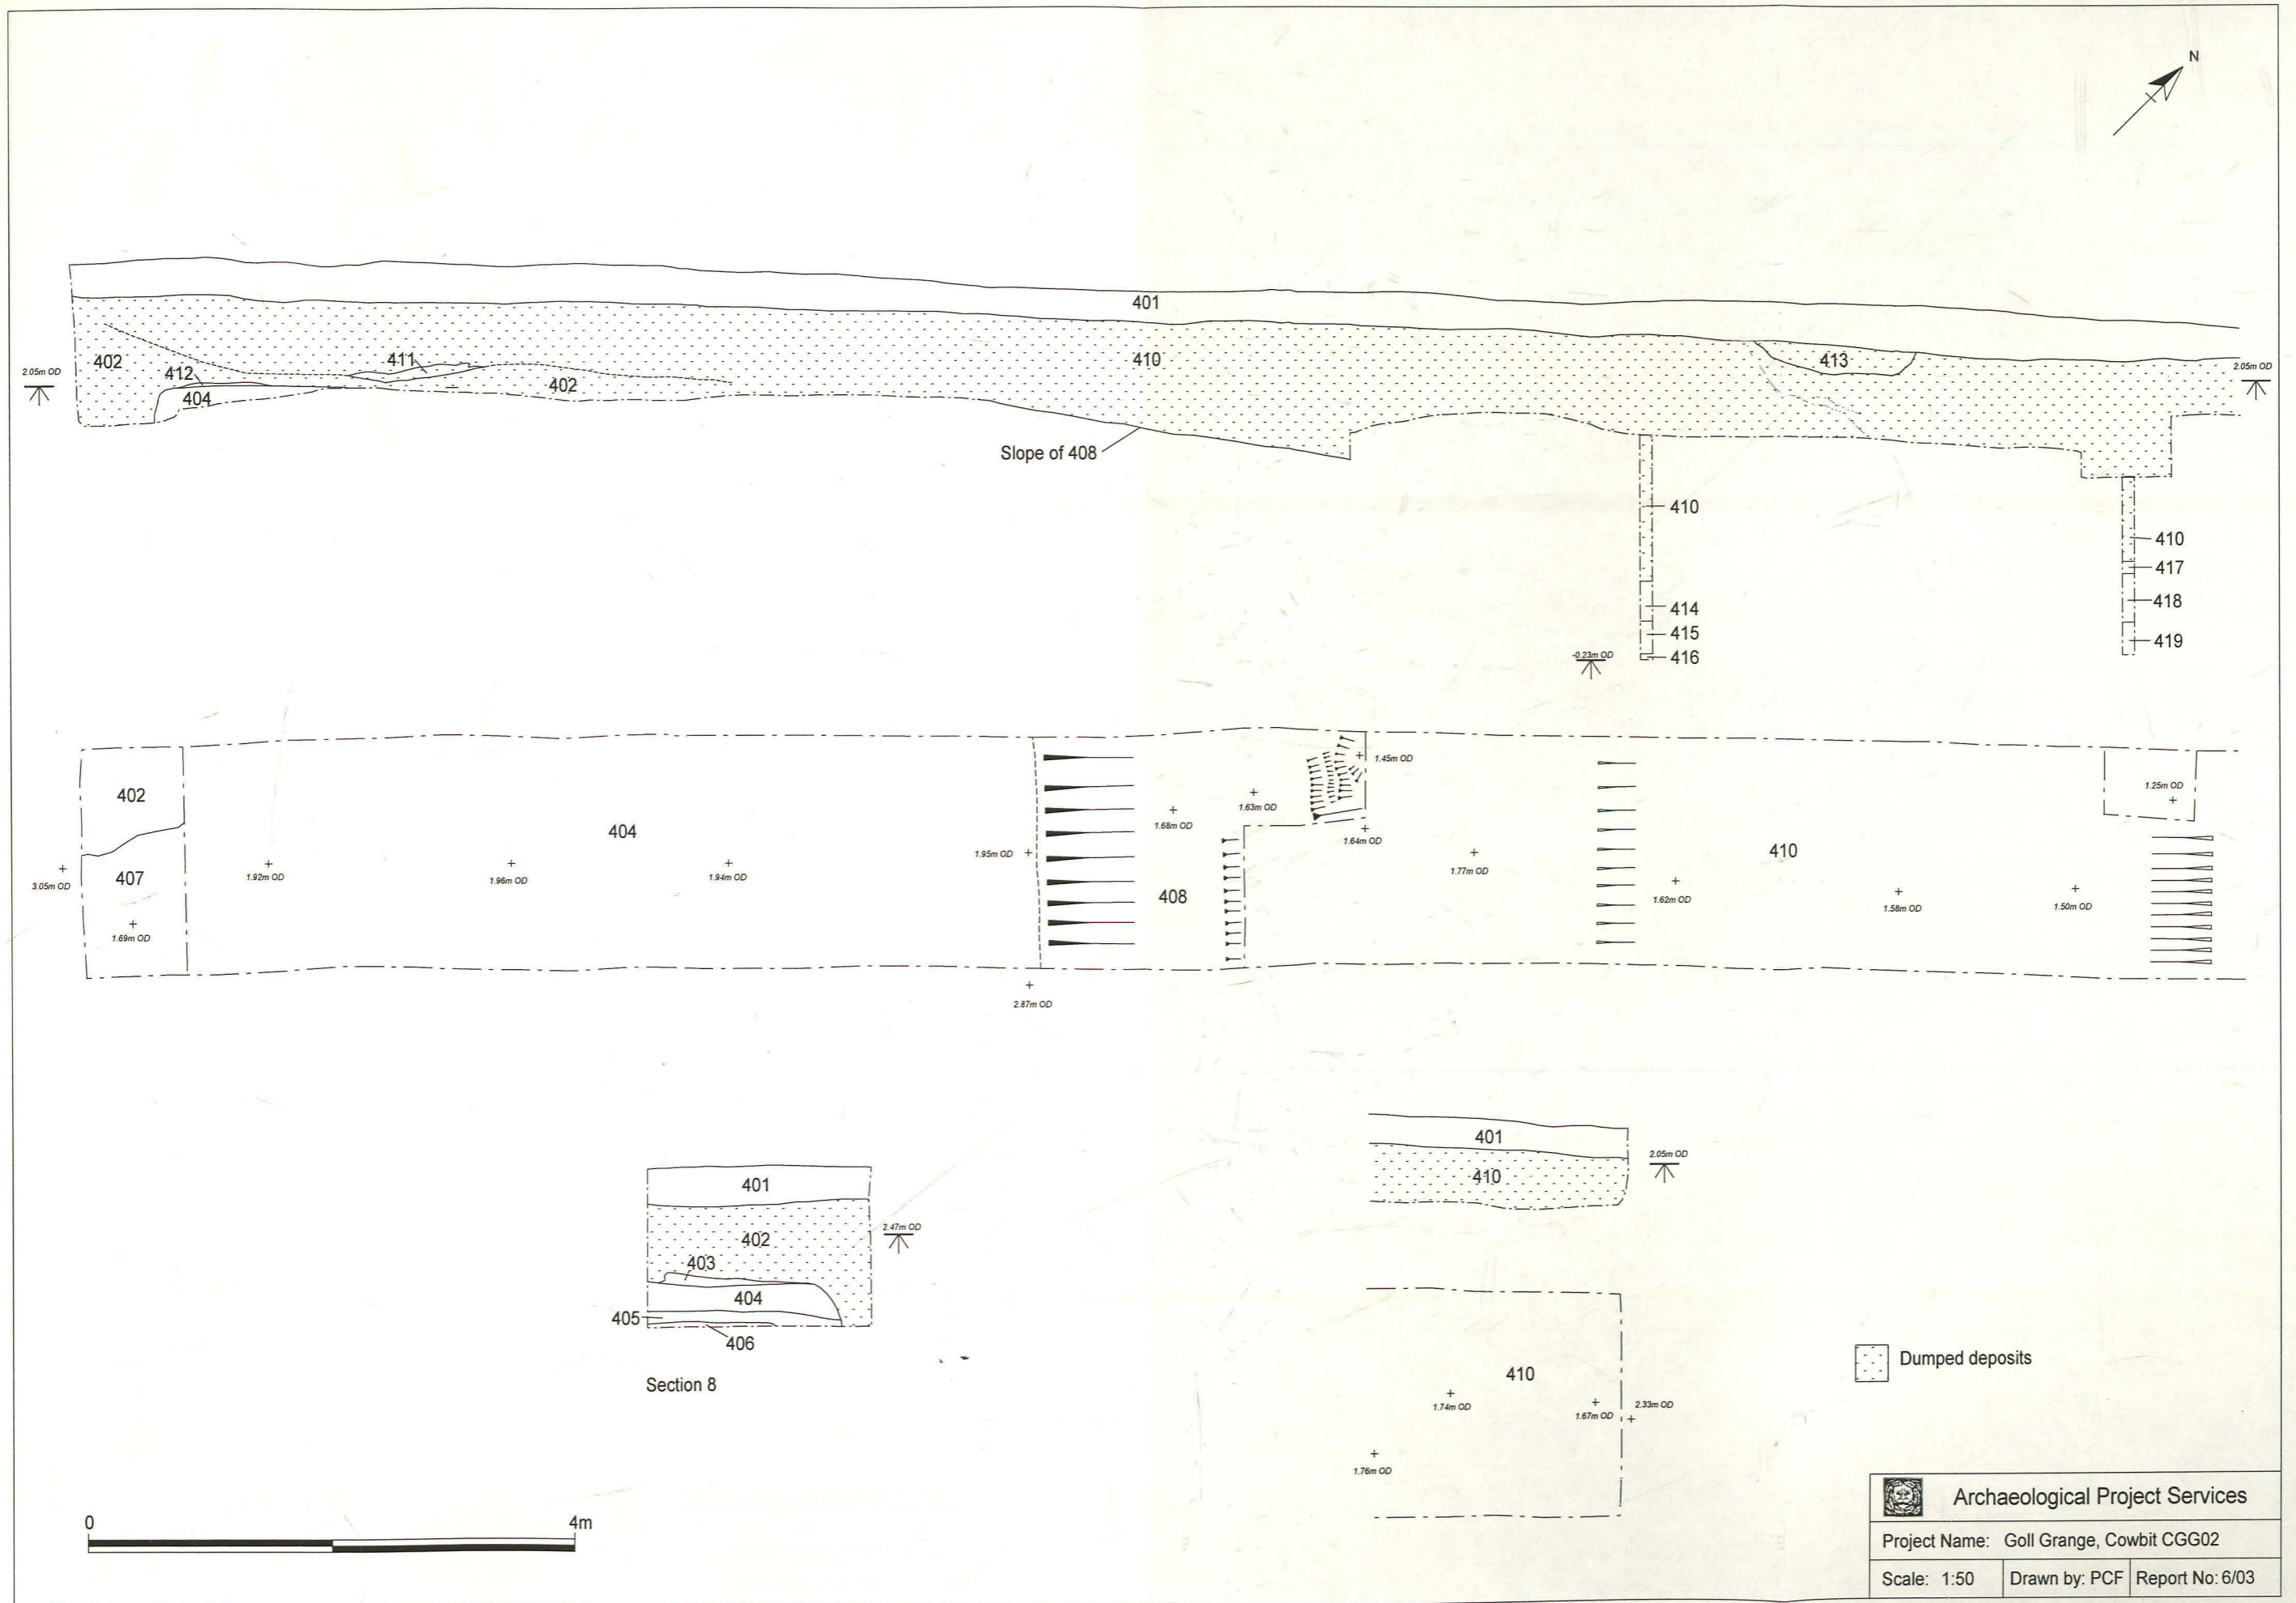 N
401
402
411
410
413
412
402
404
2.05m OD
2.05m OD
Slope of 408
410
410
417
414
418
415
419
-0.23m OD
416
1.45m OD
402
1.25m OD
1.63m OD
1.68m OD
404
1.64m OD
1.95m OD
410
407
1.77m OD
3.05m OD
1.92m OD
1.96m OD
1.94m OD
408
1.62m OD
1.58m OD
1.50m OD
1.69m OD
2.87m OD
401
2.05m OD
410
401
2.47m OD
402
403
404
405
406
Section 8
410
Dumped deposits
1.74m OD
1.67m OD
2.33m OD
1.76m OD
0 4m
Archaeological Project Services
Project Name: Goll Grange, Cowbit CGG02
Scale: 1:50 Drawn by: PCF Report No: 6/03